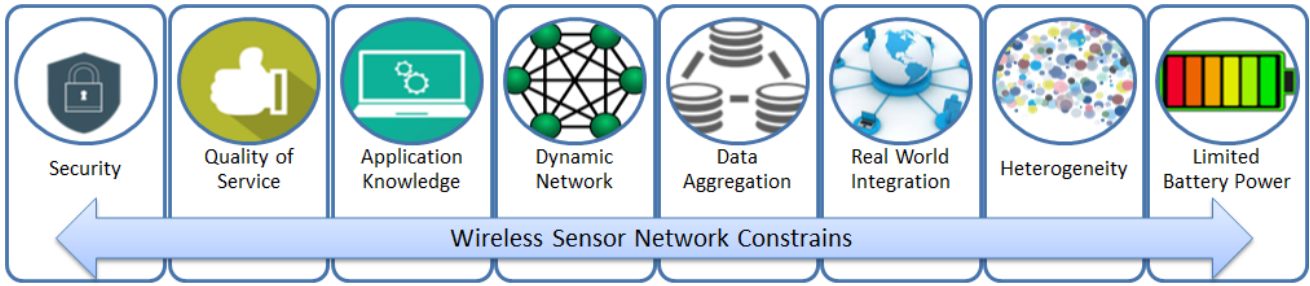 Security
Quality of
Service
Application
Knowledge
Dynamic
Network
Data
Aggregation
Real World
Integration
Heterogeneity
Limited
Battery Power
Wireless Sensor Network Constrains